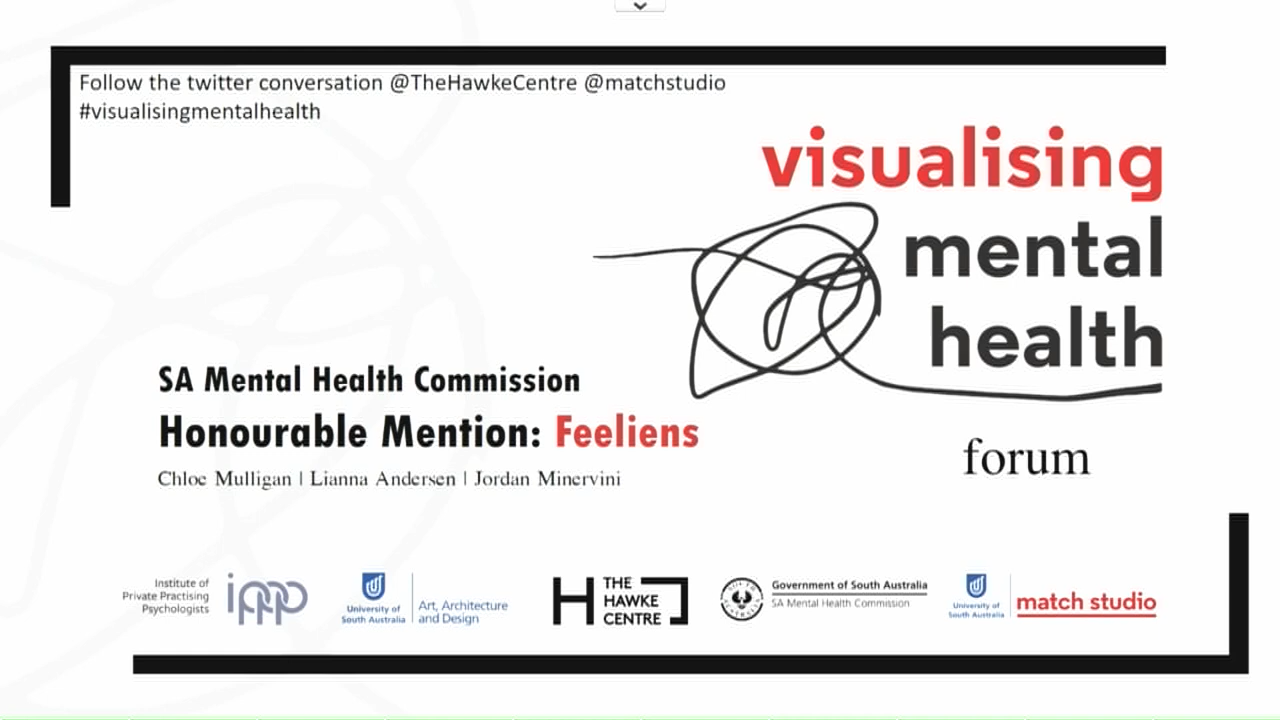 Follow the twitter conversation @TheHawkeCentre @matchstudio
#visualisingmentalhealth
visualising
mental
health
forum
SA Mental Health Commission
Honourable Mention: Feeliens
Chloe Mulligan | Lianna Andersen | Jordan Minervini
Institute of
Private Practising
Psychologists
ippp
University of
South Australia
Art, Architecture
and Design
H THE
HAWKE
CENTRE
Government of South Australia
SA Mental Health Commission
University of
South Australia
match studio